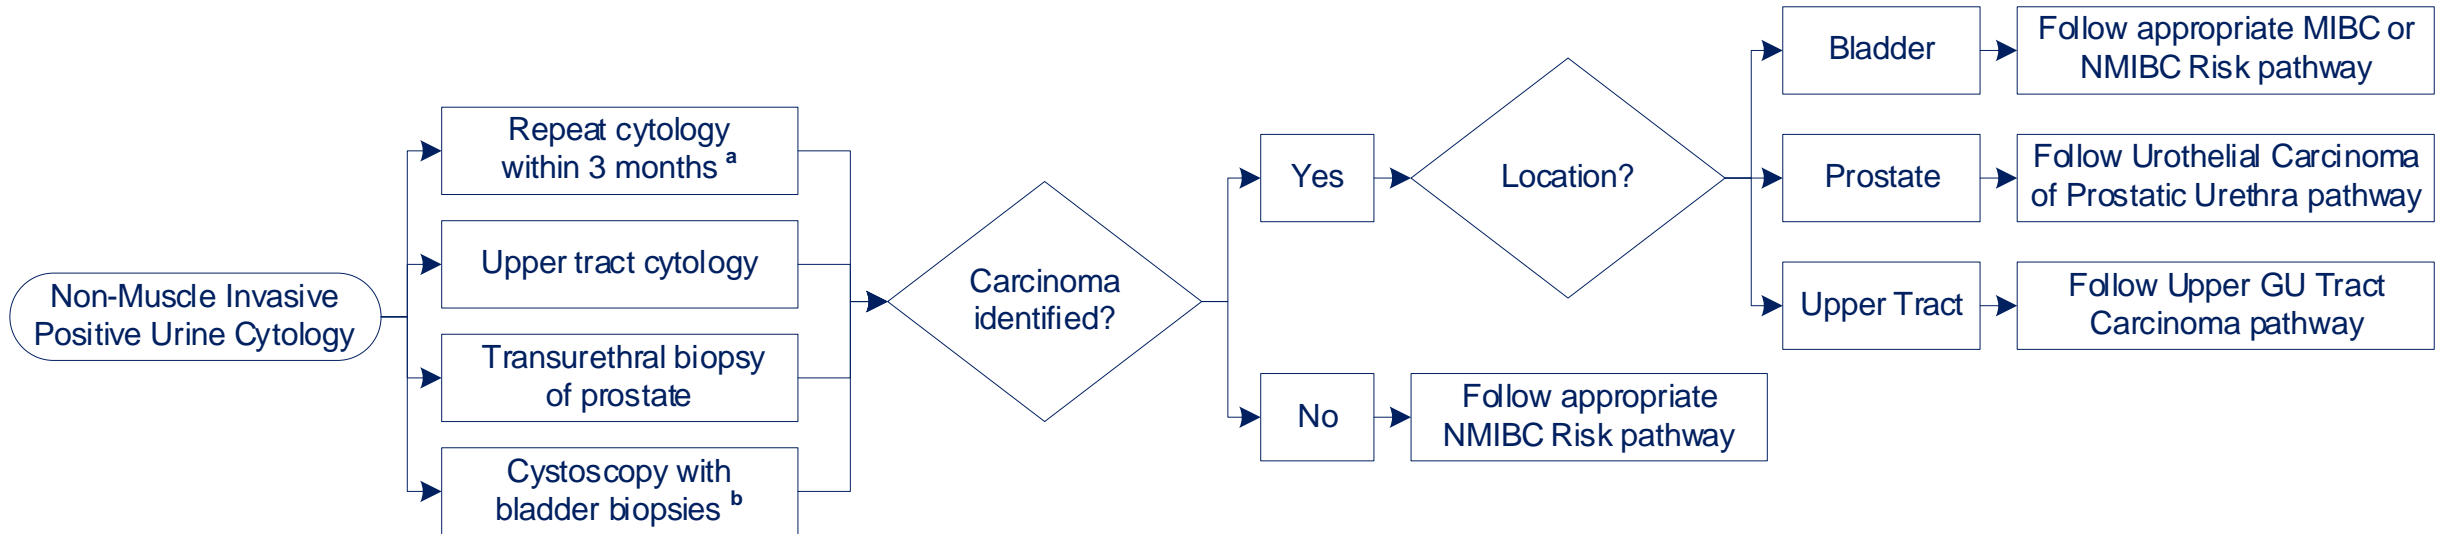 Non-Muscle Invasive
Positive Urine Cytology
Repeat cytology
within 3 months a
Upper tract cytology
Transurethral biopsy
of prostate
Cystoscopy with
bladder biopsies b
Carcinoma
identified?
Yes
No
Follow appropriate
NMIBC Risk pathway
Location?
Bladder
Follow appropriate MIBC or
NMIBC Risk pathway
Prostate
Follow Urothelial Carcinoma
of Prostatic Urethra pathway
Upper Tract
Follow Upper GU Tract
Carcinoma pathway